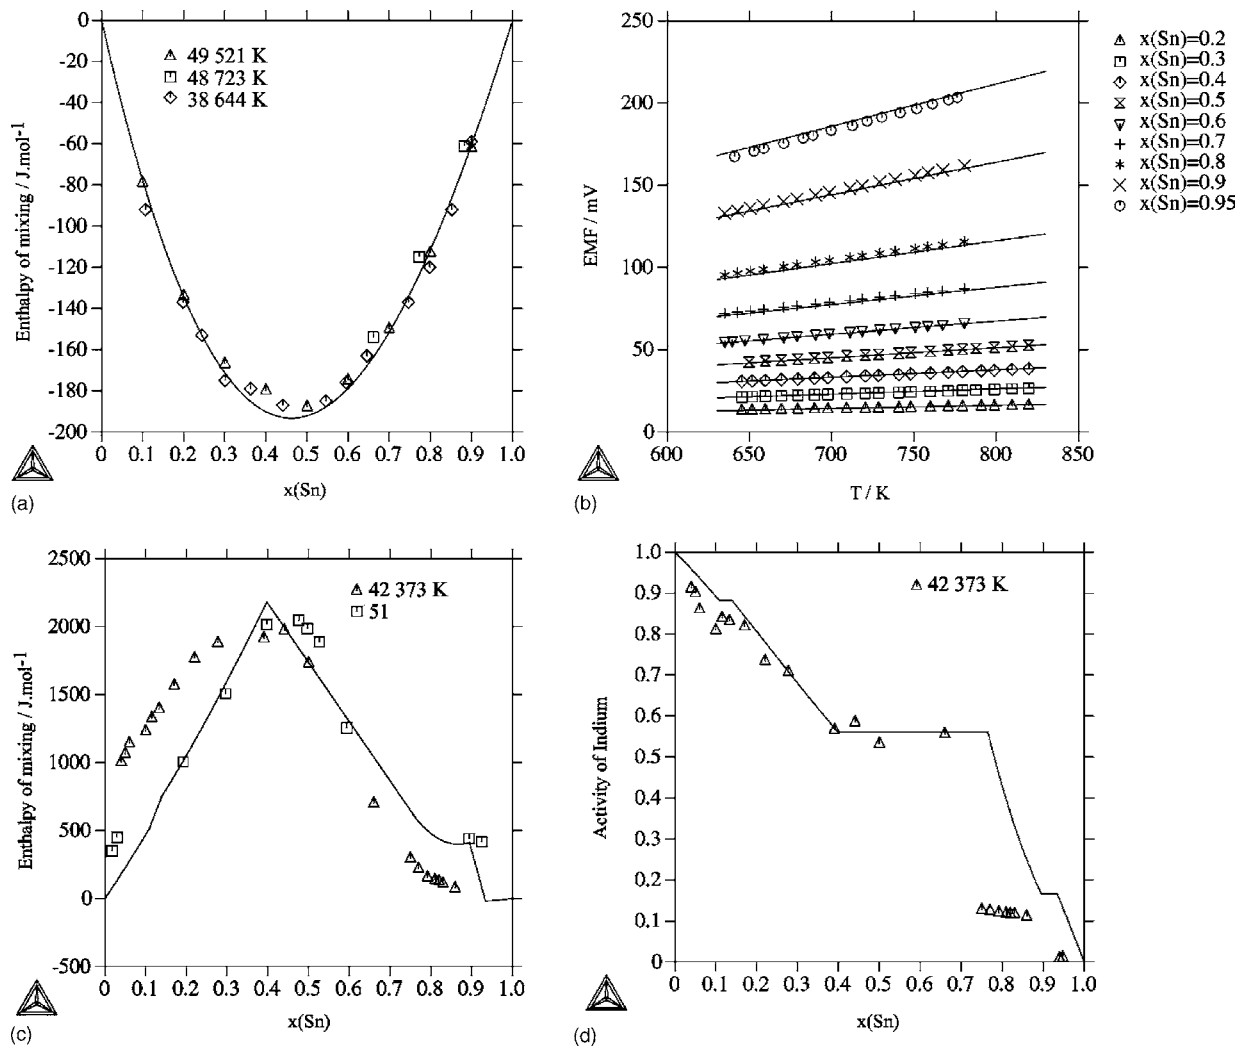 0
-20
-40
-60
-80
-100
-120
-140
-160
-180
-200
Enthalpy of mixing / J.mol-1
49 521 K
48 723 K
38 644 K
0 0.1 0.2 0.3 0.4 0.5 0.6 0.7 0.8 0.9 1.0
x(Sn)
(a)
250
200
150
100
50
0
EMF / mV
600 650 700 750 800 850
T / K
(b)
x(Sn)=0.2
x(Sn)=0.3
x(Sn)=0.4
x(Sn)=0.5
x(Sn)=0.6
x(Sn)=0.7
x(Sn)=0.8
x(Sn)=0.9
x(Sn)=0.95
2500
2000
1500
1000
500
0
-500
Enthalpy of mixing / J.mol-1
42 373 K
51
0 0.1 0.2 0.3 0.4 0.5 0.6 0.7 0.8 0.9 1.0
x(Sn)
(c)
1.0
0.9
0.8
0.7
0.6
0.5
0.4
0.3
0.2
0.1
0
Activity of Indium
42 373 K
0 0.1 0.2 0.3 0.4 0.5 0.6 0.7 0.8 0.9 1.0
x(Sn)
(d)